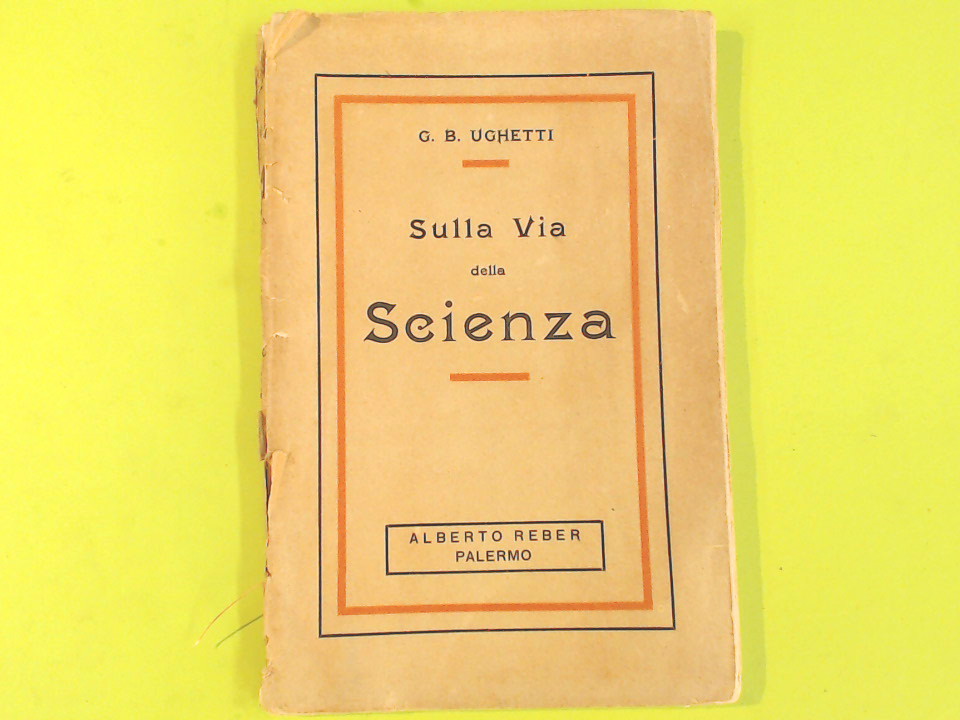 G. B. UGHETTI
Sulla Via
della
Scienza
ALBERTO REBER
PALERMO